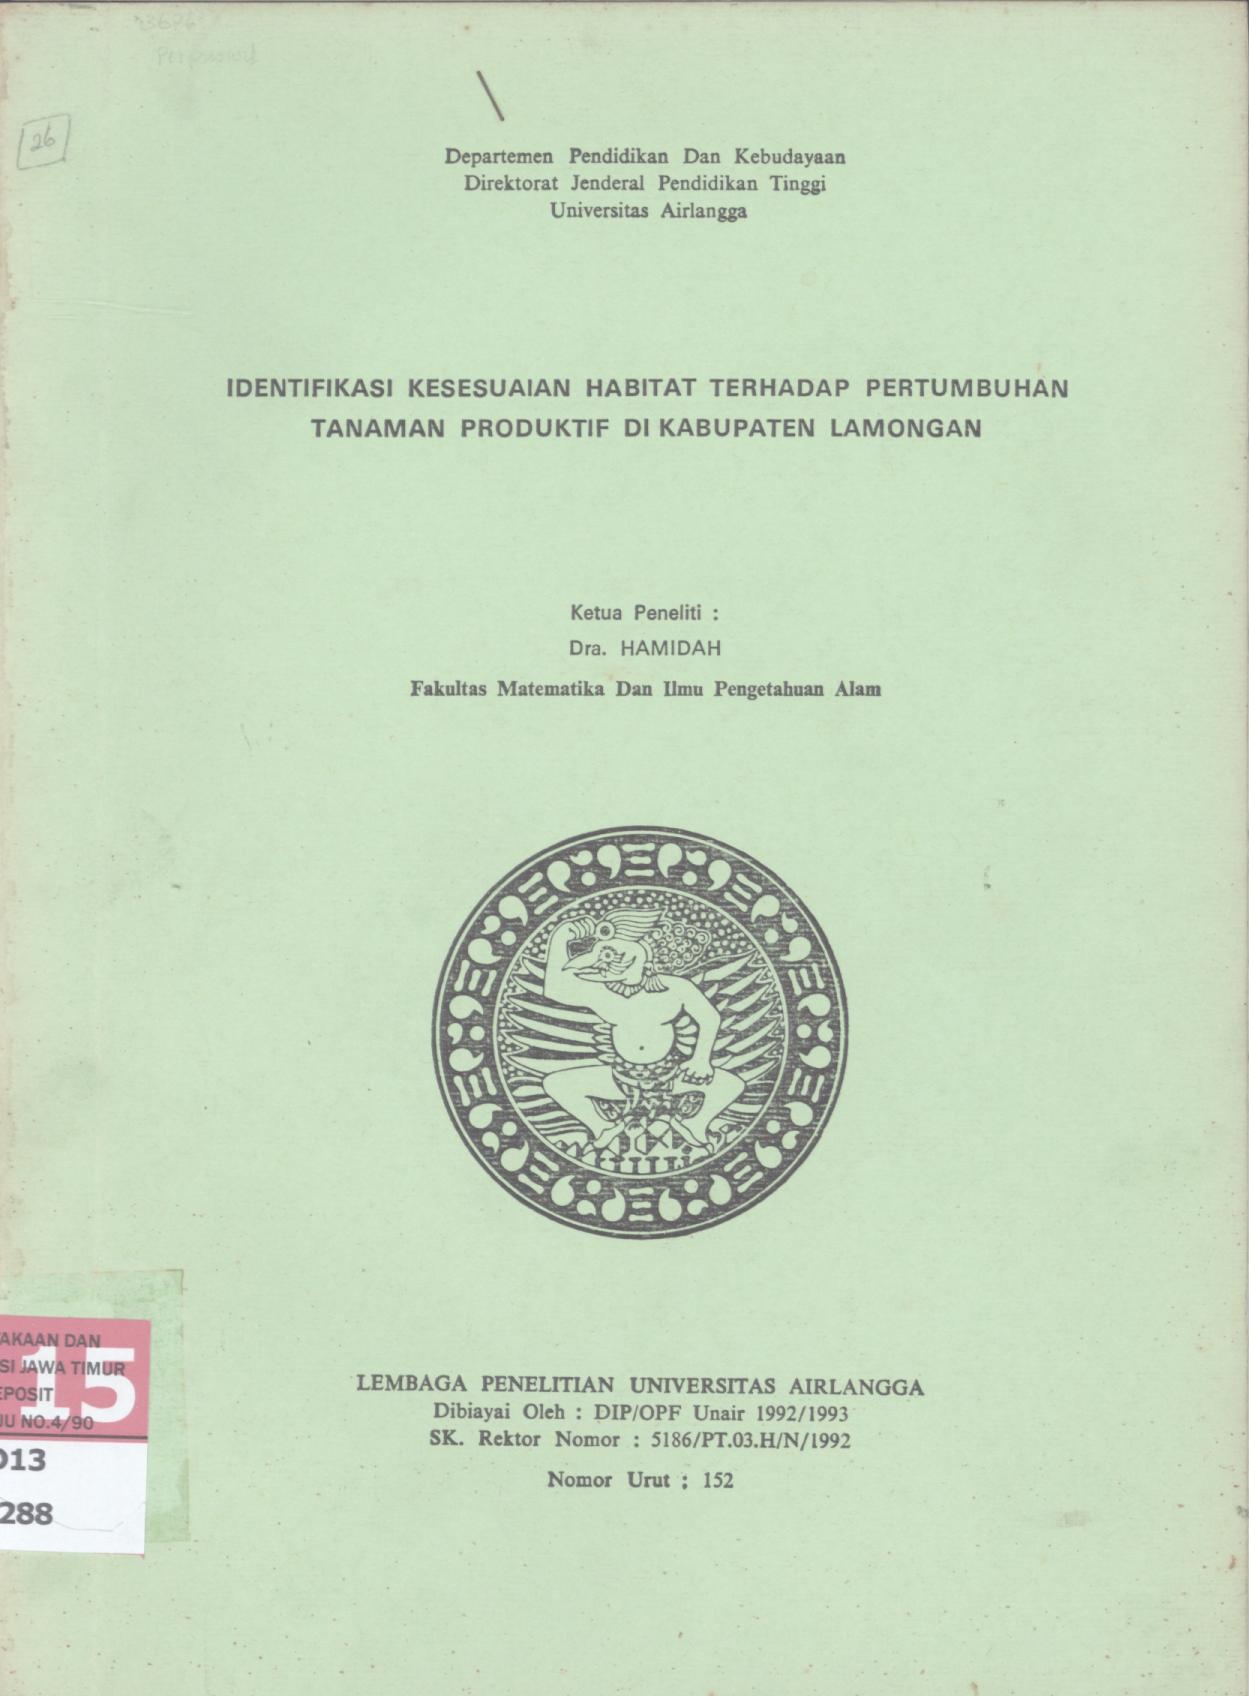 26
Departemen Pendidikan Dan Kebudayaan
Direktorat Jenderal Pendidikan Tinggi
Universitas Airlangga
IDENTIFIKASI KESESUAIAN HABITAT TERHADAP PERTUMBUHAN
TANAMAN PRODUKTIF DI KABUPATEN LAMONGAN
Ketua Peneliti :
Dra. HAMIDAH
Fakultas Matematika Dan Ilmu Pengetahuan Alam
15
AKAAN DAN
SI JAWA TIMUR
EPOSIT
JU NO.4/90
013
288
LEMBAGA PENELITIAN UNIVERSITAS AIRLANGGA
Dibiayai Oleh : DIP/OPF Unair 1992/1993
SK. Rektor Nomor : 5186/PT.03.H/N/1992
Nomor Urut ; 152